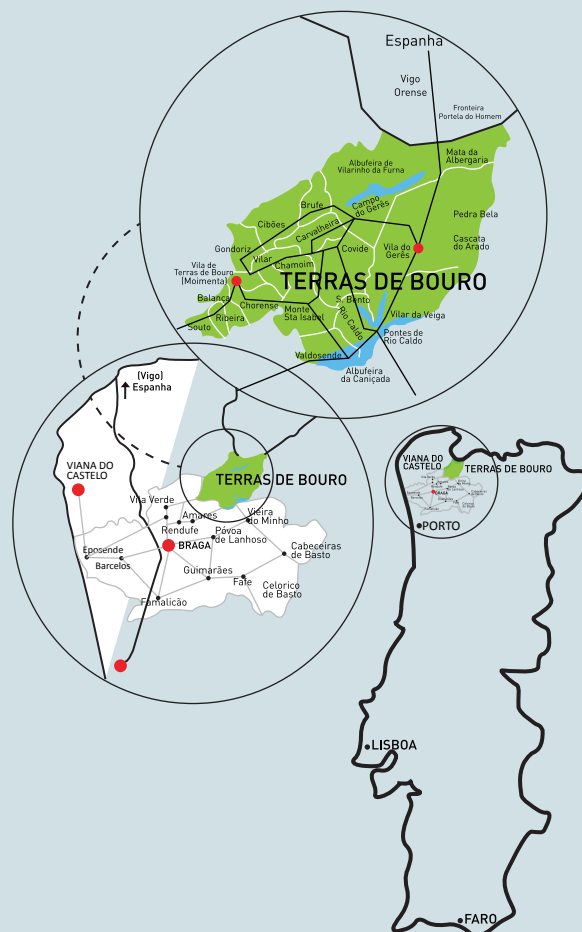 Espanha
Vigo
Orense
Fronteira
Portela do Homem
Mata da
Albergaria
Albufeira de
Vilarinho da Furna
Campo
do Gerês
Brufe
Carvalheira
Cibões
Pedra Bela
Gondoriz
Vilar
Covide
Vila do
Gerês
Cascata
do Arado
Vila de
Terras de Bouro
(Moimenta)
Chamoim
TERRAS DE BOURO
Balança
Chorense
Monte
Sta Isabel
S. Bento
Rio Caldo
Vilar da Veiga
Ribeira
Souto
Pontes de
Rio Caldo
Valdosende
Albufeira
da Caniçada
(Vigo)
Espanha
VIANA DO
CASTELO
TERRAS DE BOURO
Vila Verde
Amares
Rendufe
Vieira
do Minho
Póvoa
de Lanhoso
BRAGA
Eposende
Barcelos
Cabeceiras
de Basto
Guimarães
Fafe
Celorico
de Basto
Famalicão
VIANA DO
CASTELO
TERRAS DE BOURO
BRAGA
PORTO
LISBOA
FARO